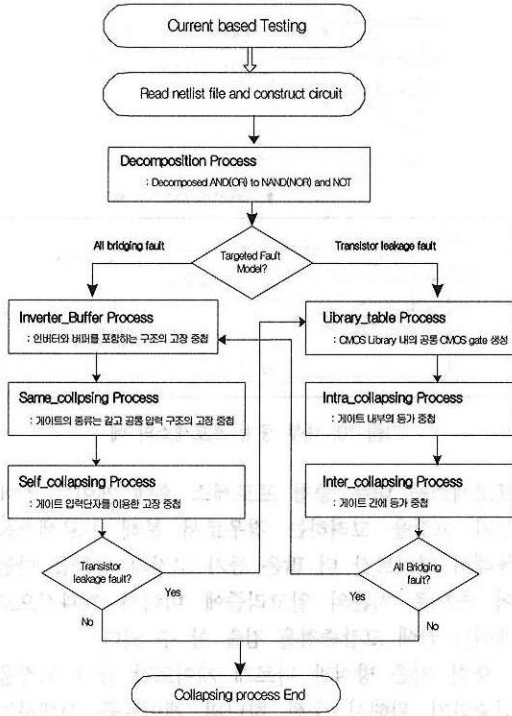 Current based Testing
Read netlist file and construct circuit
Decomposition Process
: Decomposed AND(OR) to NAND(NOR) and NOT
All bridging fault
Targeted Fault
Model?
Transistor leakage fault
Inverter_Buffer Process
: 인버터와 버퍼를 포함하는 구조의 고장 중첩
Same_collpsing Process
: 게이트의 종류는 같고 공통 입력 구조의 고장 중첩
Self_collapsing Process
: 게이트 입력단자를 이용한 고장 중첩
Transistor
leakage fault?
Yes
No
Library_table Process
: CMOS Library 내의 공통 CMOS gate 생성
Intra_collapsing Process
: 게이트 내부의 등가 중첩
Inter_collapsing Process
: 게이트 간에 등가 중첩
All Bridging
fault?
Yes
No
Collapsing process End